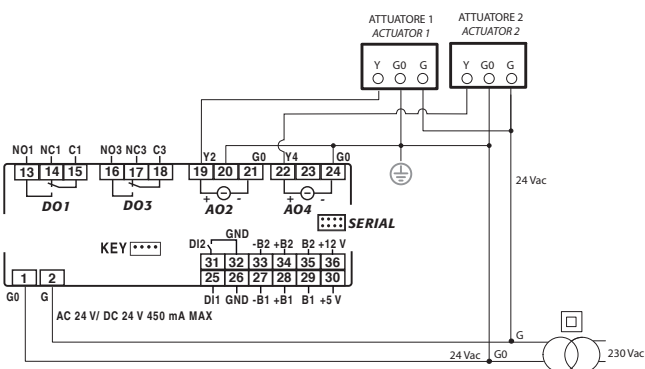 ATTUATORE 1
ACTUATOR 1
ATTUATORE 2
ACTUATOR 2
Y G0 G
Y G0 G
NO1 NC1 C1
NO3 NC3 C3
Y2 G0 Y4 G0
13 14 15
16 17 18
19 20 21
22 23 24
DO1
DO3
+ -
AO2
+ -
AO4
24 Vac
SERIAL
KEY
DI2 GND -B2 +B2 B2 +12 V
31 32 33 34 35 36
25 26 27 28 29 30
DI1 GND -B1 +B1 B1 +5 V
1 2
G0 G
AC 24 V/ DC 24 V 450 mA MAX
G
24 Vac G0
230 Vac